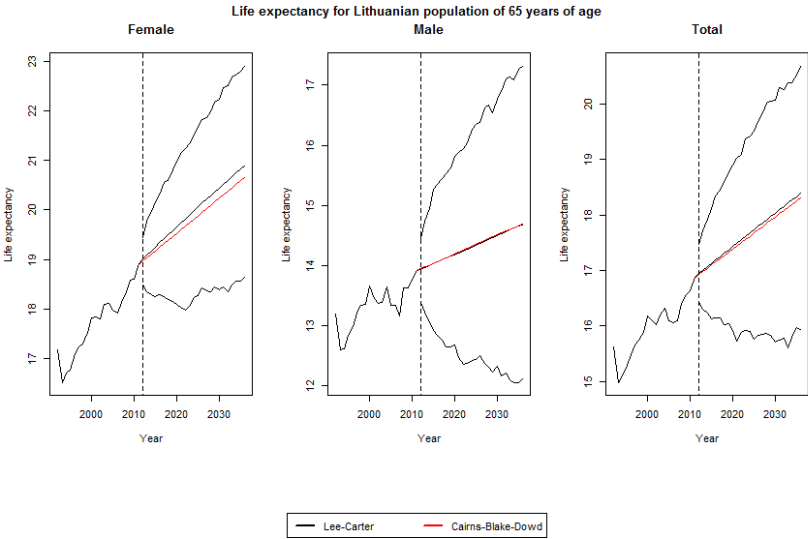 Life expectancy for Lithuanian population of 65 years of age
Female
Male
Total
Life expectancy
23
22
21
20
19
18
17
2000
2010
2020
2030
Year
Life expectancy
17
16
15
14
13
12
2000
2010
2020
2030
Year
Life expectancy
20
19
18
17
16
15
2000
2010
2020
2030
Year
Lee-Carter
Cairns-Blake-Dowd